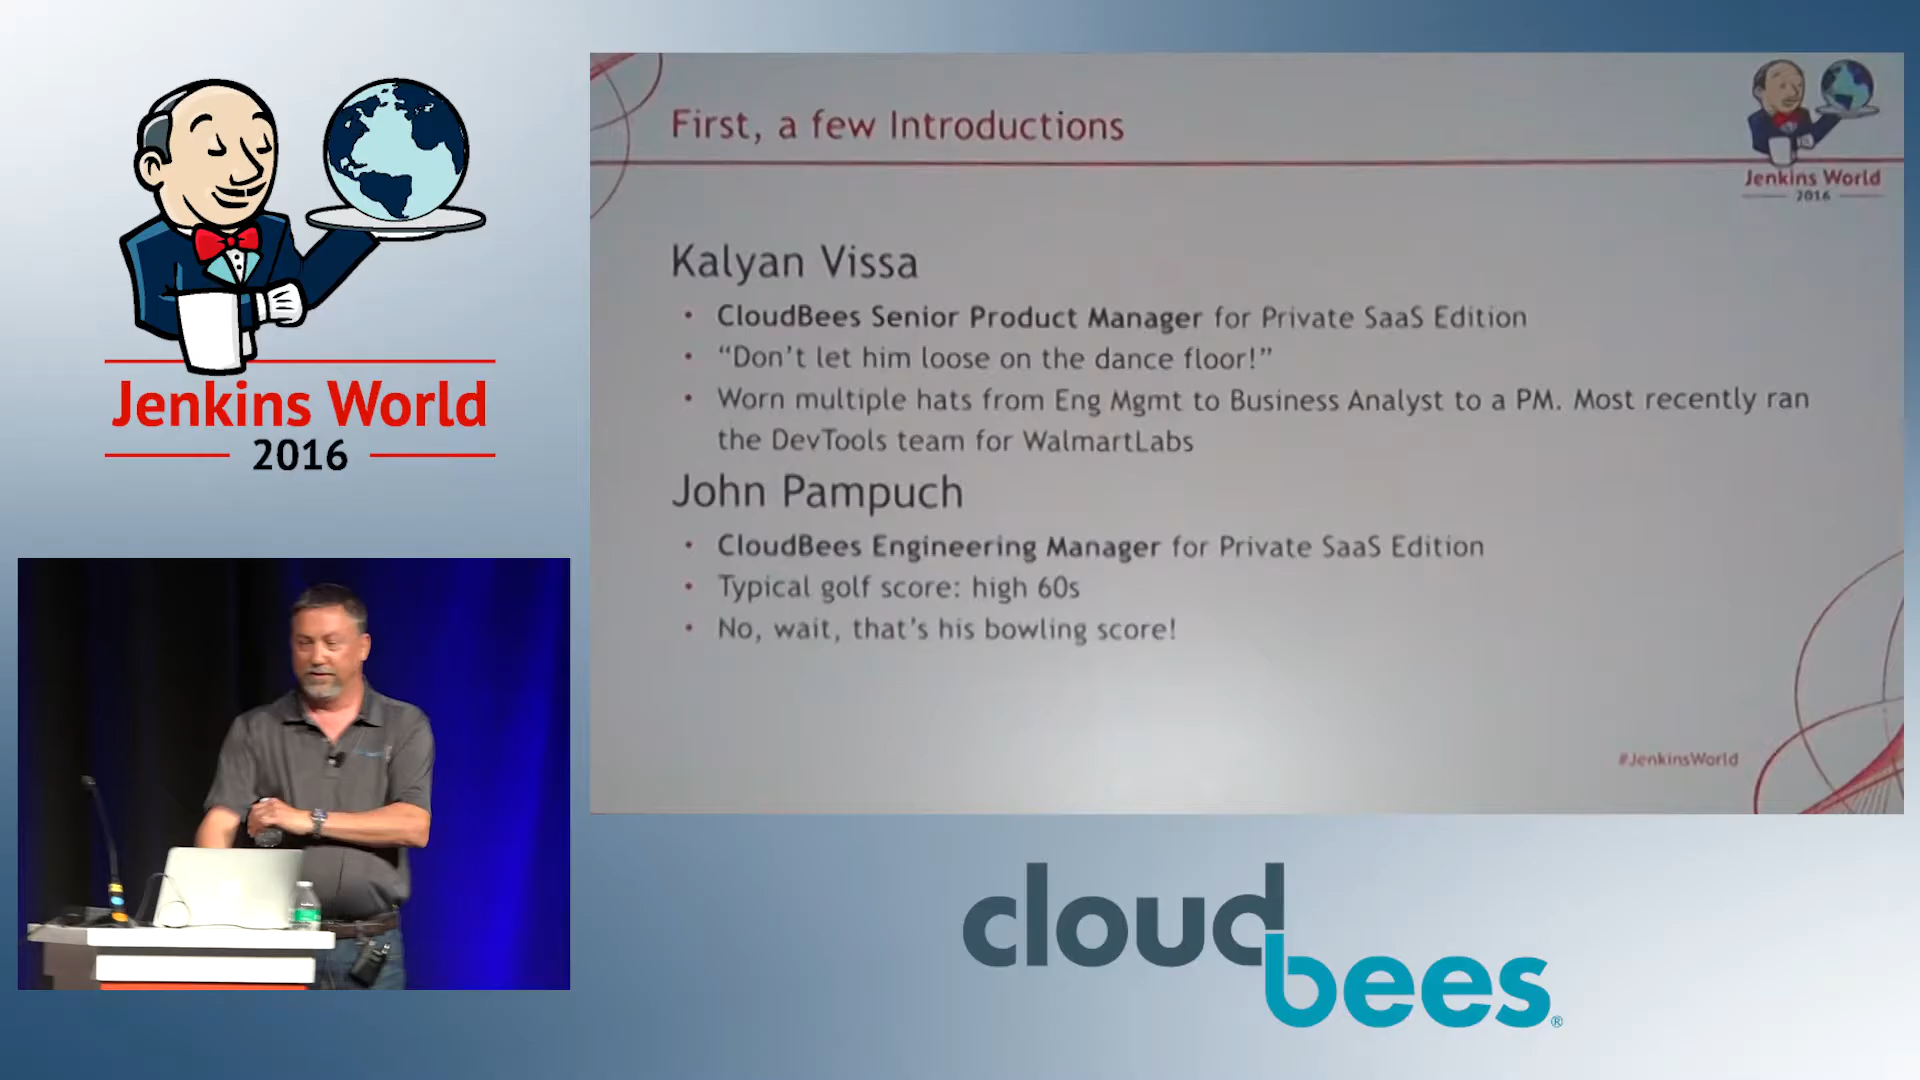 Jenkins World
2016
First, a few Introductions
Jenkins World
2016
Kalyan Vissa
• CloudBees Senior Product Manager for Private SaaS Edition
• “Don’t let him loose on the dance floor!”
• Worn multiple hats from Eng Mgmt to Business Analyst to a PM. Most recently ran
the DevTools team for WalmartLabs
John Pampuch
• CloudBees Engineering Manager for Private SaaS Edition
• Typical golf score: high 60s
• No, wait, that’s his bowling score!
#JenkinsWorld
cloud
bees®